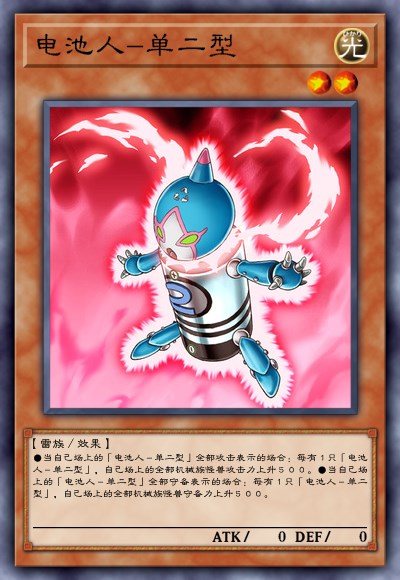 电池人-单二型
ひかり
光
2
【雷族/效果】
●当自己场上的「电池人-单二型」全部攻击表示的场合:每有1只「电池
人-单二型」,自己场上的全部机械族怪兽攻击力上升500。●当自己场
上的「电池人-单二型」全部守备表示的场合:每有1只「电池人-单二
型」,自己场上的全部机械族怪兽守备力上升500。
ATK/ 0 DEF/ 0